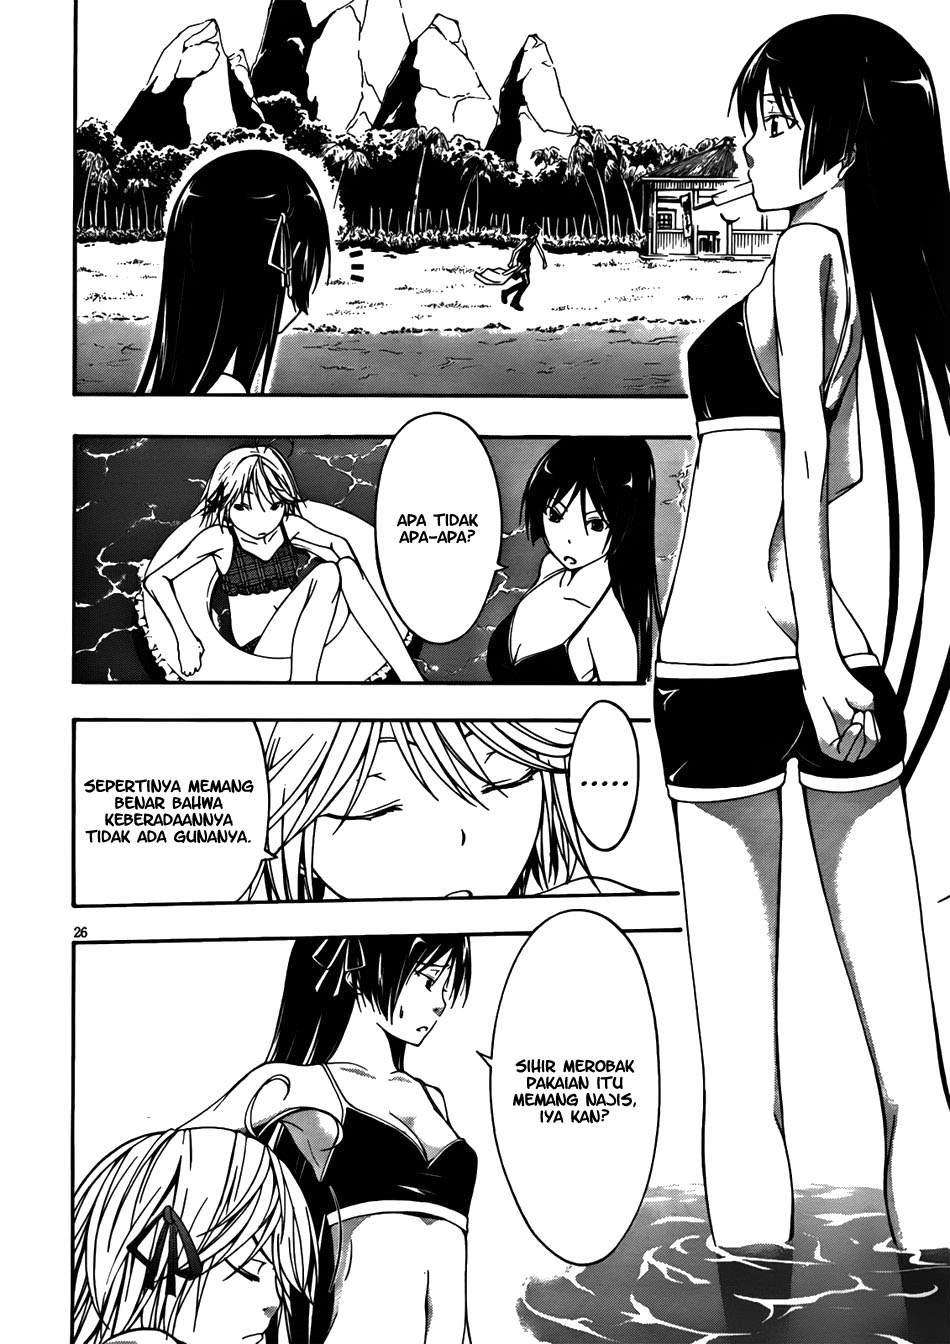 APA TIDAK
APA-APA?
......
SEPERTINYA MEMANG
BENAR BAHWA
KEBERADAANNYA
TIDAK ADA GUNANYA.
26
SIHIR MEROBAK
PAKAIAN ITU
MEMANG NAJIS,
IYA KAN?